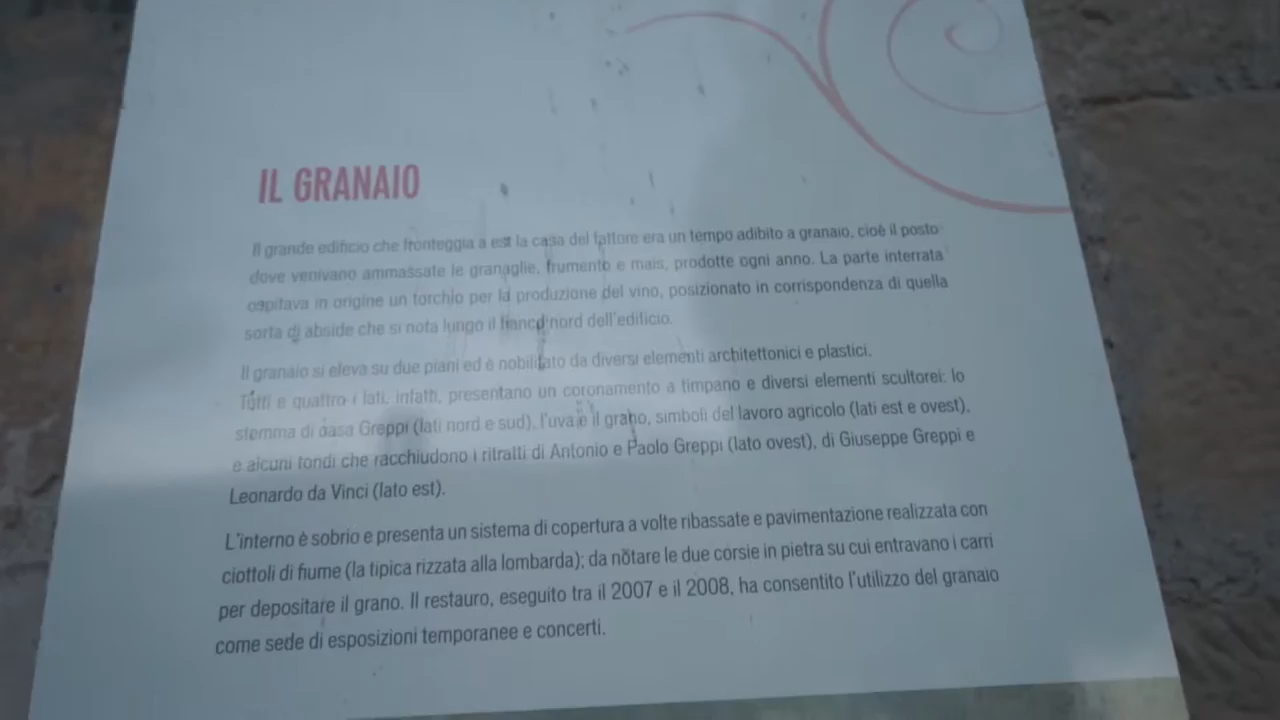 IL GRANAIO
Il grande edificio che fronteggia a est la casa del fattore era un tempo adibito a granaio, cioè il posto
dove venivano ammassate le granaglie, frumento e mais, prodotte ogni anno. La parte interrata
ospitava in origine un torchio per la produzione del vino, posizionato in corrispondenza di quella
sorta di abside che si nota lungo il fianco nord dell'edificio.
Il granaio si eleva su due piani ed è nobilitato da diversi elementi architettonici e plastici.
Tutti e quattro i lati, infatti, presentano un coronamento a timpano e diversi elementi scultorei: lo
stemma di casa Greppi (lati nord e sud), l'uva e il grano, simboli del lavoro agricolo (lati est e ovest),
e alcuni tondi che racchiudono i ritratti di Antonio e Paolo Greppi (lato ovest), di Giuseppe Greppi e
Leonardo da Vinci (lato est).
L'interno è sobrio e presenta un sistema di copertura a volte ribassate e pavimentazione realizzata con
ciottoli di fiume (la tipica rizzata alla lombarda); da notare le due corsie in pietra su cui entravano i carri
per depositare il grano. Il restauro, eseguito tra il 2007 e il 2008, ha consentito l'utilizzo del granaio
come sede di esposizioni temporanee e concerti.